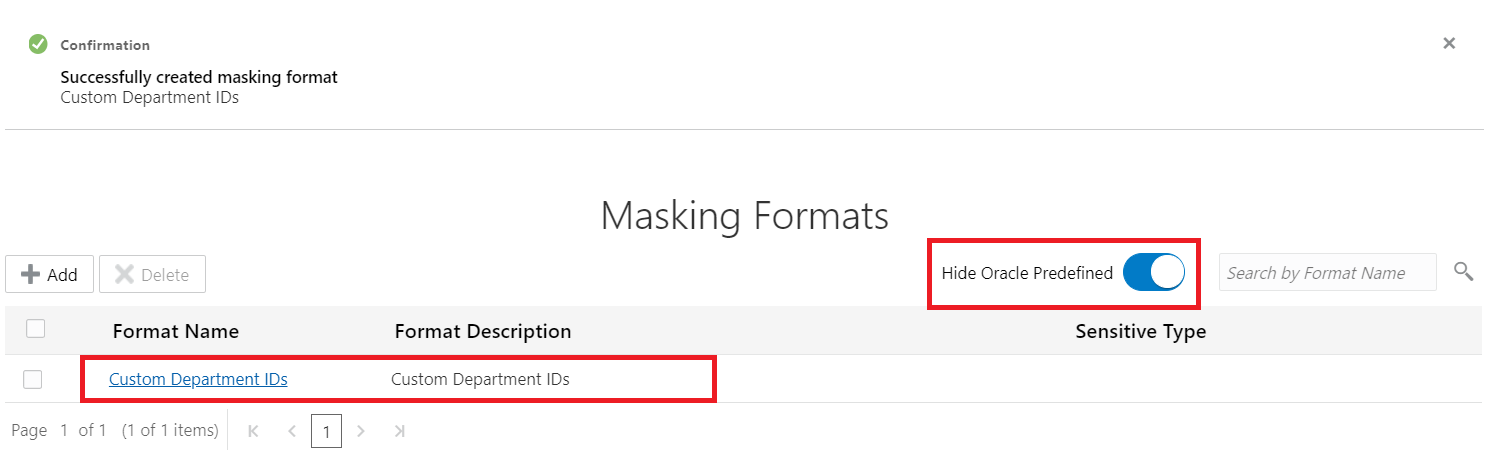 Confirmation
Successfully created masking format
Custom Department IDs
Masking Formats
Add Delete Hide Oracle Predefined Search by Format Name
Format Name Format Description Sensitive Type
Custom Department IDs Custom Department IDs
Page 1 of 1 (1 of 1 items) 1